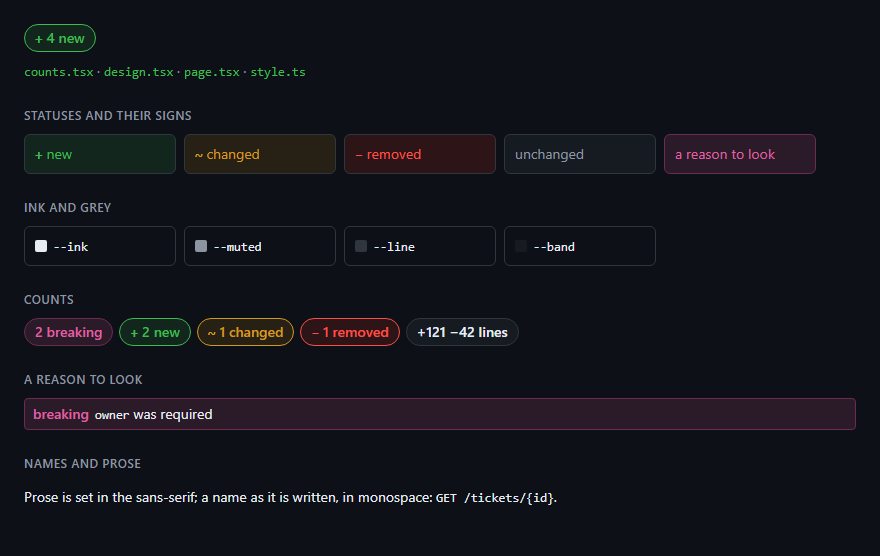 + 4 new
counts.tsx · design.tsx · page.tsx · style.ts
STATUSES AND THEIR SIGNS
+ new ~ changed − removed unchanged a reason to look
INK AND GREY
--ink --muted --line --band
COUNTS
2 breaking + 2 new ~ 1 changed − 1 removed +121 −42 lines
A REASON TO LOOK
breaking owner was required
NAMES AND PROSE
Prose is set in the sans-serif; a name as it is written, in monospace: GET /tickets/{id}.